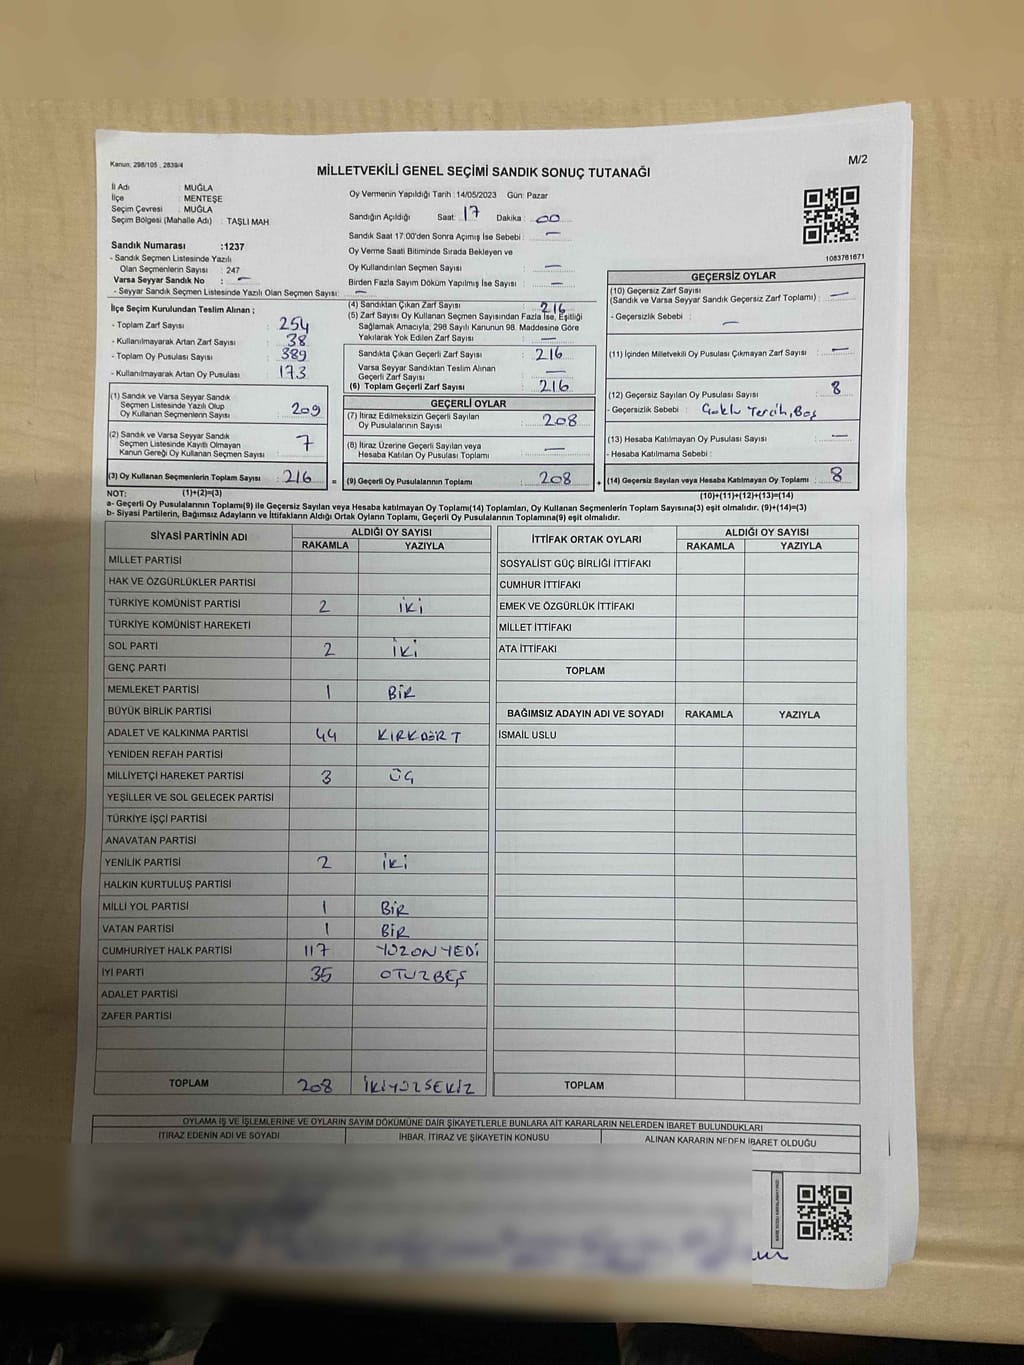 Kanun, 298/105 , 2839/4
M/2
MİLLETVEKİLİ GENEL SEÇİMİ SANDIK SONUÇ TUTANAĞI
İl Adı : MUĞLA
İlçe : MENTEŞE
Seçim Çevresi : MUĞLA
Seçim Bölgesi (Mahalle Adı) : TAŞLI MAH.
Sandık Numarası :1237
- Sandık Seçmen Listesinde Yazılı
Olan Seçmenlerin Sayısı : 247
Varsa Seyyar Sandık No : —
- Seyyar Sandık Seçmen Listesinde Yazılı Olan Seçmen Sayısı: —
Oy Vermenin Yapıldığı Tarih : 14/05/2023 Gün: Pazar
Sandığın Açıldığı Saat: 17 Dakika : 00
Sandık Saat 17:00'den Sonra Açımış İse Sebebi : —
Oy Verme Saati Bitiminde Sırada Bekleyen ve
Oy Kullandırılan Seçmen Sayısı —
Birden Fazla Sayım Döküm Yapılmış İse Sayısı : —
1083761671
İlçe Seçim Kurulundan Teslim Alınan ;
- Toplam Zarf Sayısı : 254
- Kullanılmayarak Artan Zarf Sayısı : 38
- Toplam Oy Pusulası Sayısı : 389
- Kullanılmayarak Artan Oy Pusulası : 173
(1) Sandık ve Varsa Seyyar Sandık
Seçmen Listesinde Yazılı Olup
Oy Kullanan Seçmenlerin Sayısı : 209
(2) Sandık ve Varsa Seyyar Sandık
Seçmen Listesinde Kayıtlı Olmayan
Kanun Gereği Oy Kullanan Seçmen Sayısı : 7
(3) Oy Kullanan Seçmenlerin Toplam Sayısı : 216 =
(4) Sandıktan Çıkan Zarf Sayısı : 216
(5) Zarf Sayısı Oy Kullanan Seçmen Sayısından Fazla İse, Eşitliği
Sağlamak Amacıyla, 298 Sayılı Kanunun 98. Maddesine Göre
Yakılarak Yok Edilen Zarf Sayısı : —
Sandıkta Çıkan Geçerli Zarf Sayısı : 216
Varsa Seyyar Sandıktan Teslim Alınan
Geçerli Zarf Sayısı : —
(6) Toplam Geçerli Zarf Sayısı : 216
GEÇERLİ OYLAR
(7) İtiraz Edilmeksizin Geçerli Sayılan
Oy Pusulalarının Sayısı : 208
(8) İtiraz Üzerine Geçerli Sayılan veya
Hesaba Katılan Oy Pusulası Toplamı : —
(9) Geçerli Oy Pusulalarının Toplamı : 208 +
GEÇERSİZ OYLAR
(10) Geçersiz Zarf Sayısı
(Sandık ve Varsa Seyyar Sandık Geçersiz Zarf Toplamı) : —
- Geçersizlik Sebebi : —
(11) İçinden Milletvekili Oy Pusulası Çıkmayan Zarf Sayısı : —
(12) Geçersiz Sayılan Oy Pusulası Sayısı : 8
- Geçersizlik Sebebi : Çoklu Tercih, Boş
(13) Hesaba Katılmayan Oy Pusulası Sayısı : —
- Hesaba Katılmama Sebebi :
(14) Geçersiz Sayılan veya Hesaba Katılmayan Oy Toplamı : 8
NOT: (1)+(2)=(3)
(10)+(11)+(12)+(13)=(14)
a- Geçerli Oy Pusulalarının Toplamı(9) ile Geçersiz Sayılan veya Hesaba katılmayan Oy Toplamı(14) Toplamları, Oy Kullanan Seçmenlerin Toplam Sayısına(3) eşit olmalıdır. (9)+(14)=(3)
b- Siyasi Partilerin, Bağımsız Adayların ve İttifakların Aldığı Ortak Oyların Toplamı, Geçerli Oy Pusulalarının Toplamına(9) eşit olmalıdır.
SİYASİ PARTİNİN ADI ALDIĞI OY SAYISI
RAKAMLA YAZIYLA
MİLLET PARTİSİ
HAK VE ÖZGÜRLÜKLER PARTİSİ
TÜRKİYE KOMÜNİST PARTİSİ 2 İKİ
TÜRKİYE KOMÜNİST HAREKETİ
SOL PARTİ 2 İKİ
GENÇ PARTİ
MEMLEKET PARTİSİ 1 BİR
BÜYÜK BİRLİK PARTİSİ
ADALET VE KALKINMA PARTİSİ 44 KIRKDÖRT
YENİDEN REFAH PARTİSİ
MİLLİYETÇİ HAREKET PARTİSİ 3 ÜÇ
YEŞİLLER VE SOL GELECEK PARTİSİ
TÜRKİYE İŞÇİ PARTİSİ
ANAVATAN PARTİSİ
YENİLİK PARTİSİ 2 İKİ
HALKIN KURTULUŞ PARTİSİ
MİLLİ YOL PARTİSİ 1 BİR
VATAN PARTİSİ 1 BİR
CUMHURİYET HALK PARTİSİ 117 YÜZONYEDİ
İYİ PARTİ 35 OTUZBEŞ
ADALET PARTİSİ
ZAFER PARTİSİ
TOPLAM 208 İKİYÜZSEKİZ
İTTİFAK ORTAK OYLARI ALDIĞI OY SAYISI
RAKAMLA YAZIYLA
SOSYALİST GÜÇ BİRLİĞİ İTTİFAKI
CUMHUR İTTİFAKI
EMEK VE ÖZGÜRLÜK İTTİFAKI
MİLLET İTTİFAKI
ATA İTTİFAKI
TOPLAM
BAĞIMSIZ ADAYIN ADI VE SOYADI RAKAMLA YAZIYLA
İSMAİL USLU
TOPLAM
OYLAMA İŞ VE İŞLEMLERİNE VE OYLARIN SAYIM DÖKÜMÜNE DAİR ŞİKAYETLERLE BUNLARA AİT KARARLARIN NELERDEN İBARET BULUNDUKLARI
İTİRAZ EDENİN ADI VE SOYADI İHBAR, İTİRAZ VE ŞİKAYETİN KONUSU ALINAN KARARIN NEDEN İBARET OLDUĞU